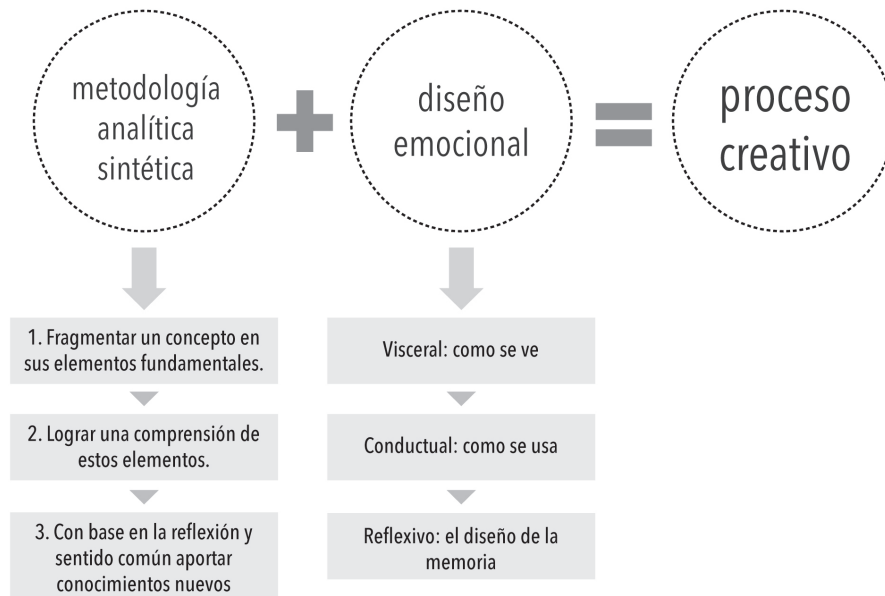 metodología
analítica
sintética
diseño
emocional
proceso
creativo
1. Fragmentar un concepto en
sus elementos fundamentales.
2. Lograr una comprensión de
estos elementos.
3. Con base en la reflexión y
sentido común aportar
conocimientos nuevos
Visceral: como se ve
Conductual: como se usa
Reflexivo: el diseño de la
memoria